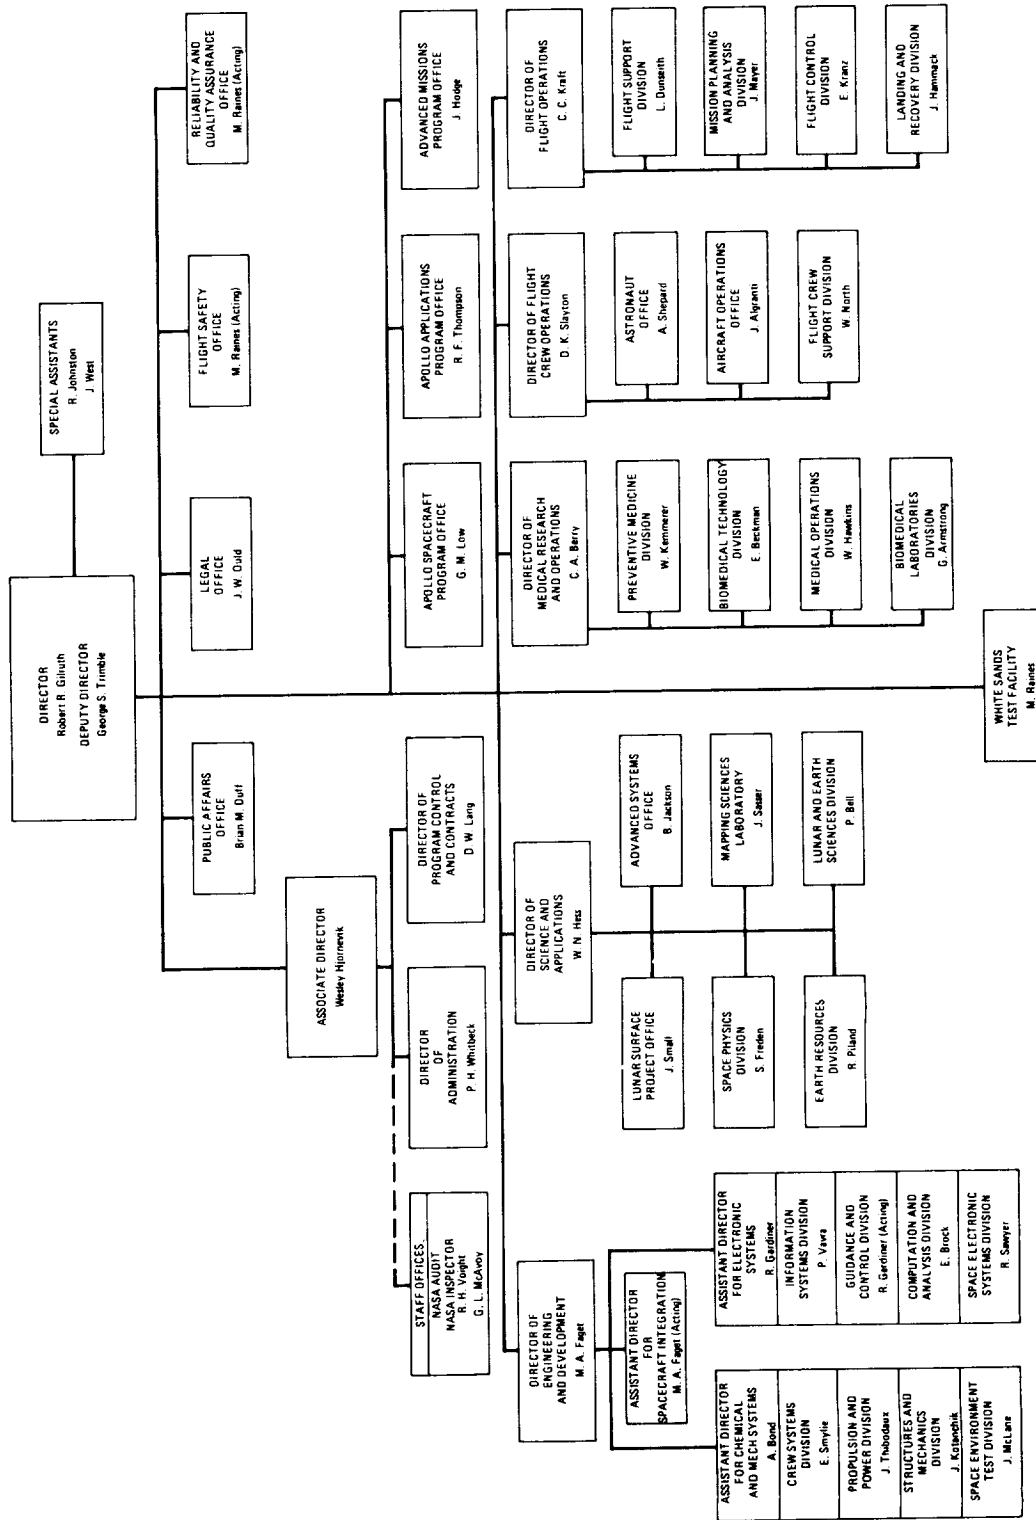 DIRECTOR
Robert R. Gilruth
DEPUTY DIRECTOR
George S. Trimble
SPECIAL ASSISTANTS
R. Johnston
J. West
PUBLIC AFFAIRS
OFFICE
Brian M. Duff
LEGAL
OFFICE
J. W. Ould
FLIGHT SAFETY
OFFICE
M. Raines (Acting)
RELIABILITY AND
QUALITY ASSURANCE
OFFICE
M. Raines (Acting)
ASSOCIATE DIRECTOR
Wesley Hjornevik
STAFF OFFICES
NASA AUDIT
NASA INSPECTOR
R. H. Voight
G. L. McAvoy
DIRECTOR
OF
ADMINISTRATION
P. H. Whitbeck
DIRECTOR OF
PROGRAM CONTROL
AND CONTRACTS
D. W. Lang
APOLLO SPACECRAFT
PROGRAM OFFICE
G. M. Low
APOLLO APPLICATIONS
PROGRAM OFFICE
R. F. Thompson
ADVANCED MISSIONS
PROGRAM OFFICE
J. Hodge
DIRECTOR OF
ENGINEERING
AND DEVELOPMENT
M. A. Faget
ASSISTANT DIRECTOR
FOR
SPACECRAFT INTEGRATION
M. A. Faget (Acting)
ASSISTANT DIRECTOR
FOR CHEMICAL
AND MECH SYSTEMS
A. Bond
CREW SYSTEMS
DIVISION
E. Smylie
PROPULSION AND
POWER DIVISION
J. Thibodaux
STRUCTURES AND
MECHANICS
DIVISION
J. Kotanchik
SPACE ENVIRONMENT
TEST DIVISION
J. McLane
ASSISTANT DIRECTOR
FOR ELECTRONIC
SYSTEMS
R. Gardiner
INFORMATION
SYSTEMS DIVISION
P. Vavra
GUIDANCE AND
CONTROL DIVISION
R. Gardiner (Acting)
COMPUTATION AND
ANALYSIS DIVISION
E. Brock
SPACE ELECTRONIC
SYSTEMS DIVISION
R. Sawyer
DIRECTOR OF
SCIENCE AND
APPLICATIONS
W. N. Hess
LUNAR SURFACE
PROJECT OFFICE
J. Small
SPACE PHYSICS
DIVISION
S. Freden
EARTH RESOURCES
DIVISION
R. Piland
ADVANCED SYSTEMS
OFFICE
B. Jackson
MAPPING SCIENCES
LABORATORY
J. Sasser
LUNAR AND EARTH
SCIENCES DIVISION
P. Bell
DIRECTOR OF
MEDICAL RESEARCH
AND OPERATIONS
C. A. Berry
PREVENTIVE MEDICINE
DIVISION
W. Kemmerer
BIOMEDICAL TECHNOLOGY
DIVISION
E. Beckman
MEDICAL OPERATIONS
DIVISION
W. Hawkins
BIOMEDICAL
LABORATORIES
DIVISION
G. Armstrong
DIRECTOR OF FLIGHT
CREW OPERATIONS
D. K. Slayton
ASTRONAUT
OFFICE
A. Shepard
AIRCRAFT OPERATIONS
OFFICE
J. Algranti
FLIGHT CREW
SUPPORT DIVISION
W. North
DIRECTOR OF
FLIGHT OPERATIONS
C. C. Kraft
FLIGHT SUPPORT
DIVISION
L. Dunseith
MISSION PLANNING
AND ANALYSIS
DIVISION
J. Mayer
FLIGHT CONTROL
DIVISION
E. Kranz
LANDING AND
RECOVERY DIVISION
J. Hammack
WHITE SANDS
TEST FACILITY
M. Raines